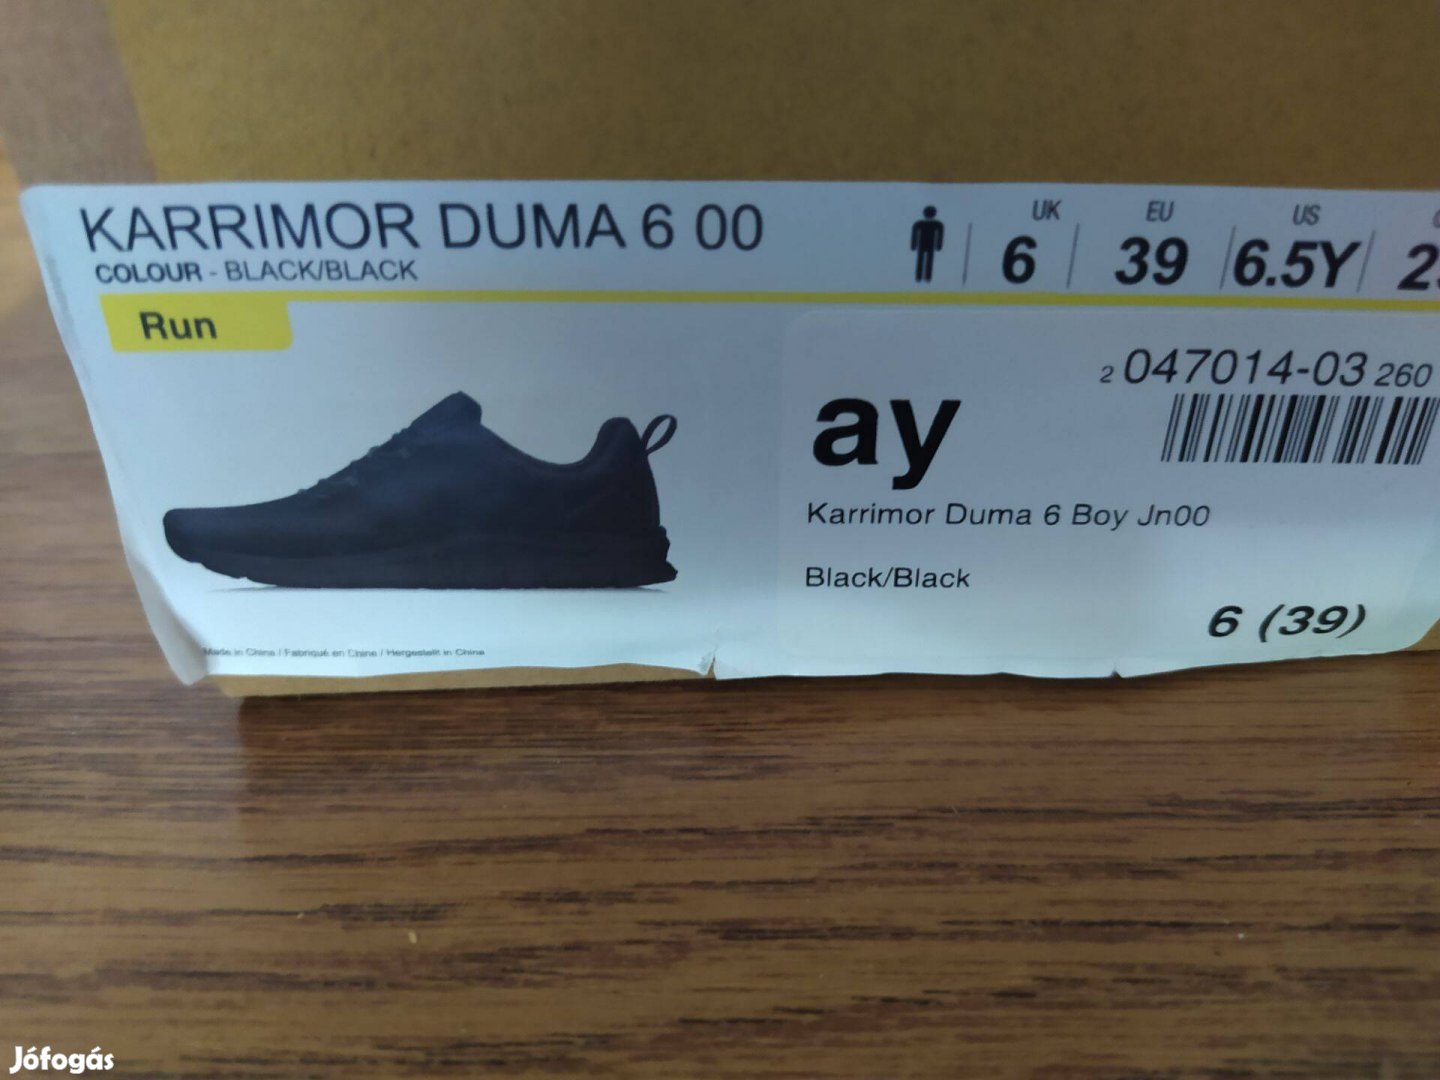 KARRIMOR DUMA 6 00
COLOUR - BLACK/BLACK
Run
UK EU US
6 39 6.5Y
2 047014-03 260
ay
Karrimor Duma 6 Boy Jn00
Black/Black
6 (39)
Made in China / Fabriqué en Chine / Hergestellt in China
Jófogás